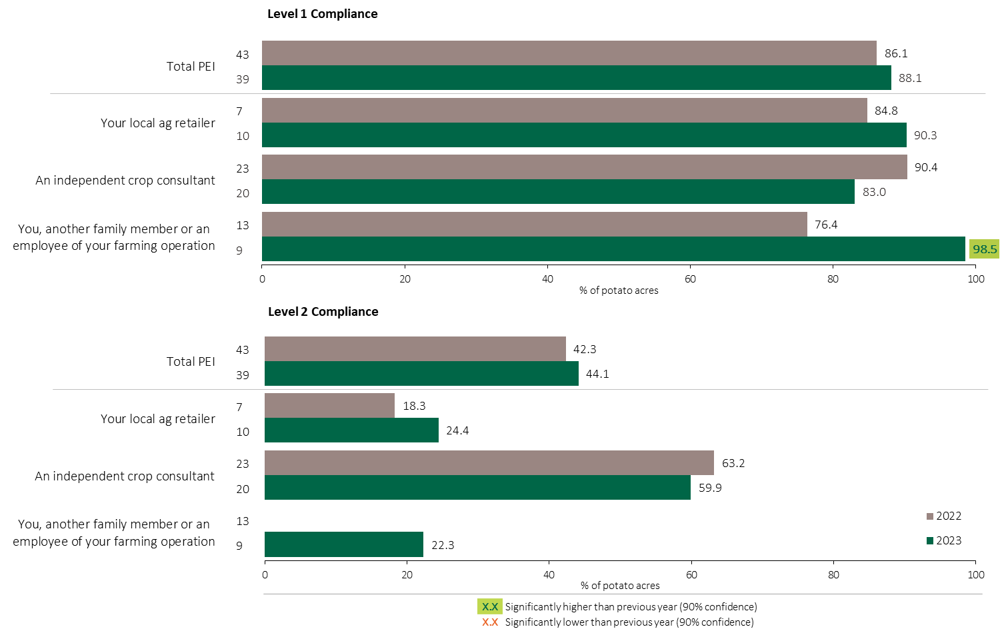 Level 1 Compliance
43 86.1
Total PEI
39 88.1
7 84.8
Your local ag retailer
10 90.3
23 90.4
An independent crop consultant
20 83.0
13 76.4
You, another family member or an
employee of your farming operation
9 98.5
0 20 40 60 80 100
% of potato acres
Level 2 Compliance
43 42.3
Total PEI
39 44.1
7 18.3
Your local ag retailer
10 24.4
23 63.2
An independent crop consultant
20 59.9
13 2022
You, another family member or an
employee of your farming operation
9 22.3 2023
0 20 40 60 80 100
% of potato acres
X.X Significantly higher than previous year (90% confidence)
X.X Significantly lower than previous year (90% confidence)